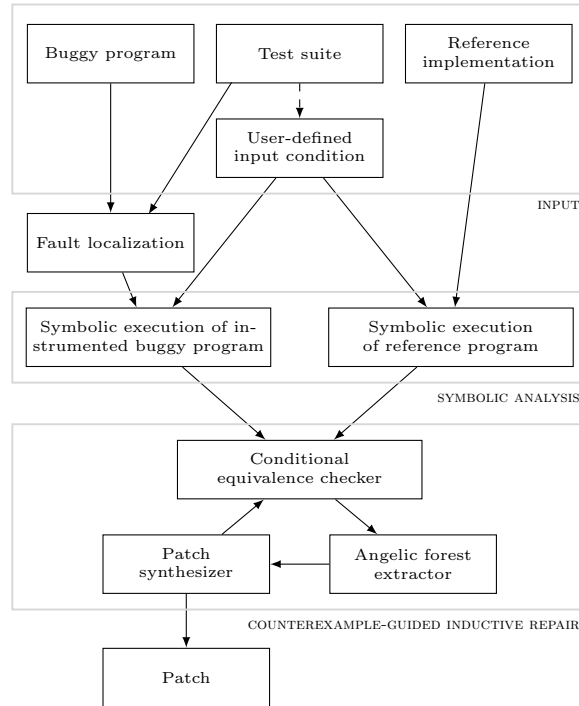 Buggy program
Test suite
Reference
implementation
User-defined
input condition
INPUT
Fault localization
Symbolic execution of in-
strumented buggy program
Symbolic execution
of reference program
SYMBOLIC ANALYSIS
Conditional
equivalence checker
Patch
synthesizer
Angelic forest
extractor
COUNTEREXAMPLE-GUIDED INDUCTIVE REPAIR
Patch